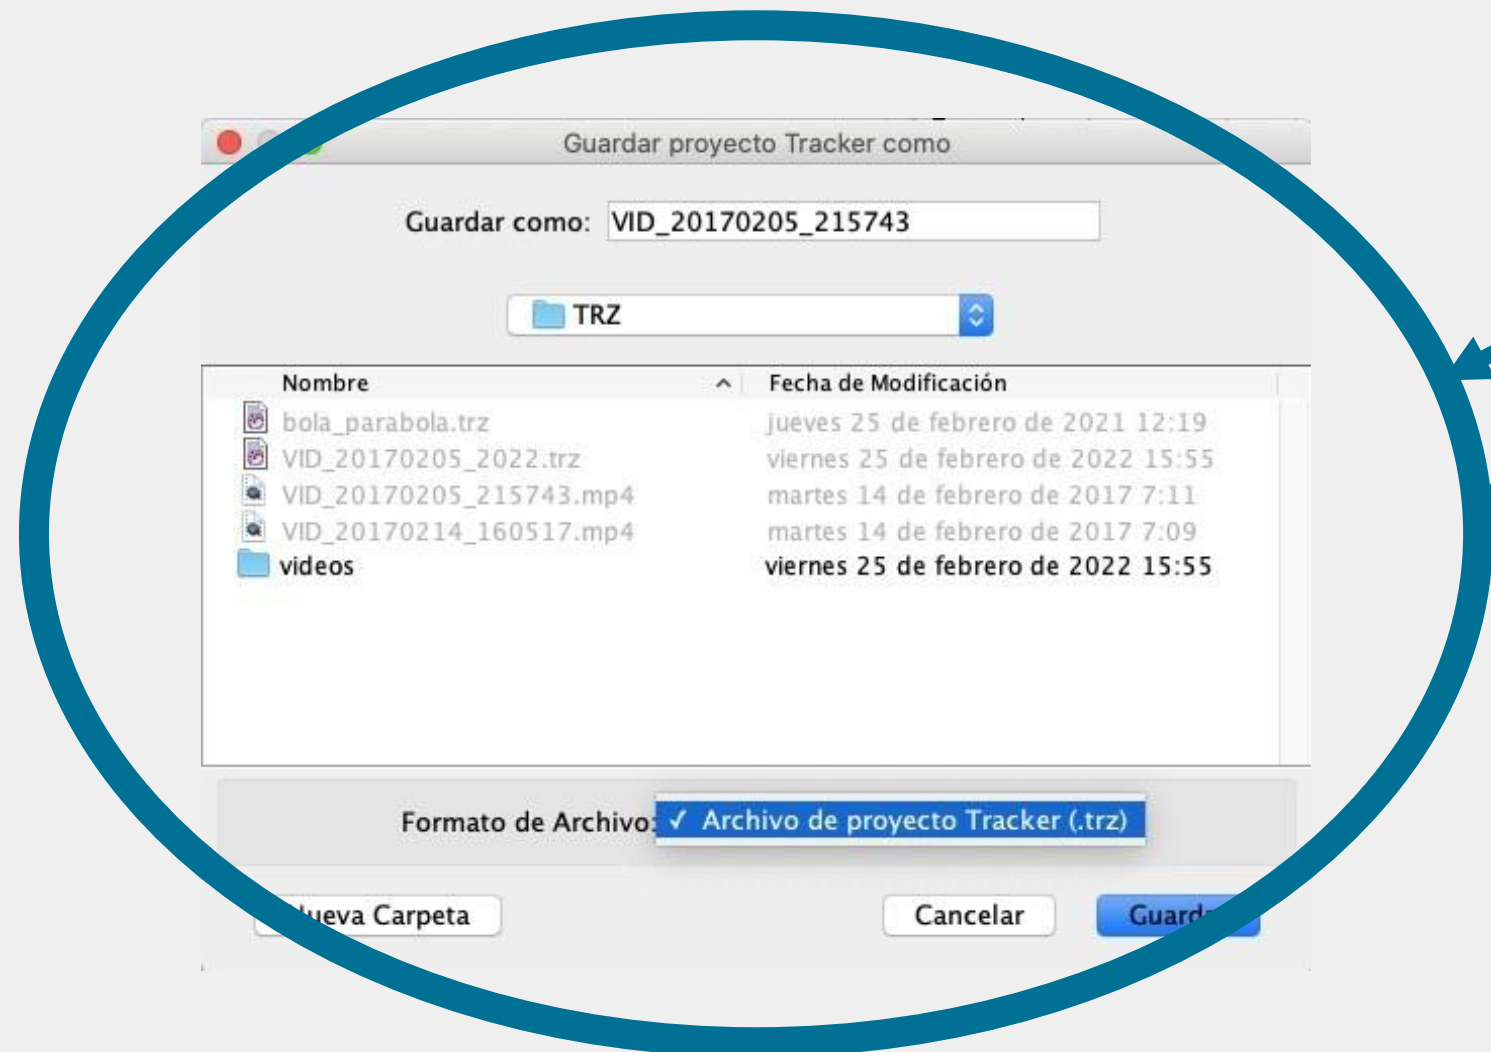 Guardar proyecto Tracker como
Guardar como: VID_20170205_215743
TRZ
Nombre Fecha de Modificación
bola_parabola.trz jueves 25 de febrero de 2021 12:19
VID_20170205_2022.trz viernes 25 de febrero de 2022 15:55
VID_20170205_215743.mp4 martes 14 de febrero de 2017 7:11
VID_20170214_160517.mp4 martes 14 de febrero de 2017 7:09
videos viernes 25 de febrero de 2022 15:55
Formato de Archivo: ✓ Archivo de proyecto Tracker (.trz)
Carpeta Cancelar